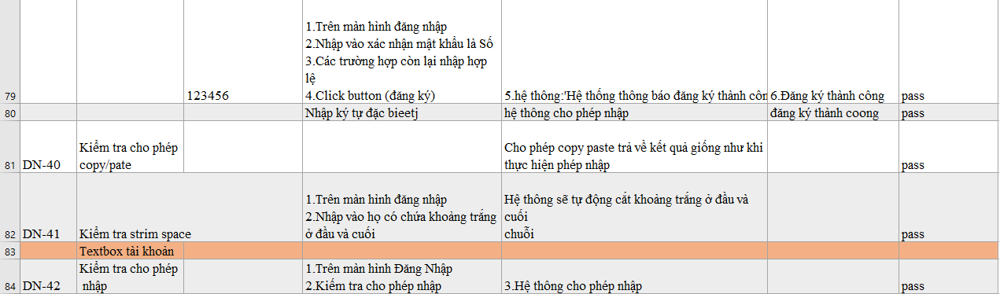 1.Trên màn hình đăng nhập
2.Nhập vào xác nhận mật khẩu là Số
3.Các trường hợp còn lại nhập hợp
lệ
79 123456 4.Click button (đăng ký) 5.hệ thông:'Hệ thống thông báo đăng ký thành côn 6.Đăng ký thành công pass
80 Nhập ký tự đặc bieetj hệ thông cho phép nhập đăng ký thành coong pass
Kiểm tra cho phép Cho phép copy paste trả về kết quả giống như khi
81 DN-40 copy/pate thực hiện phép nhập pass
1.Trên màn hình đăng nhập Hệ thông sẽ tự động cắt khoảng trắng ở đầu và
2.Nhập vào họ có chứa khoảng trắng cuối
82 DN-41 Kiểm tra strim space ở đầu và cuối chuỗi pass
83 Textbox tài khoản
Kiểm tra cho phép 1.Trên màn hình Đăng Nhập
84 DN-42 nhập 2.Kiểm tra cho phép nhập 3.Hệ thông cho phép nhập pass